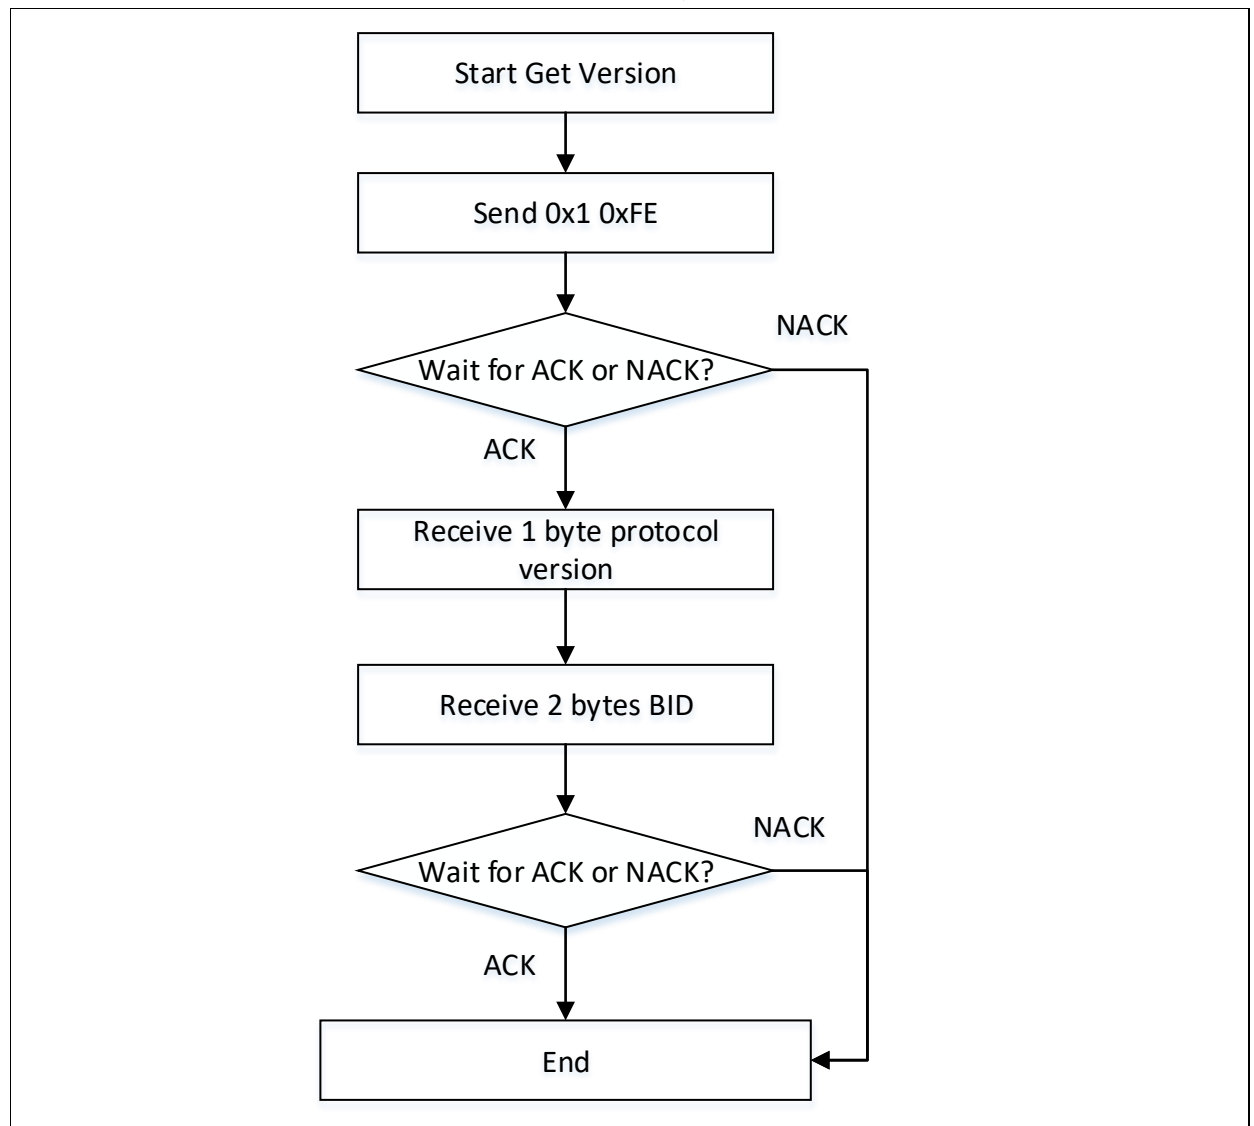 Start Get Version
Send 0x1 0xFE
Wait for ACK or NACK?
NACK
ACK
Receive 1 byte protocol
version
Receive 2 bytes BID
Wait for ACK or NACK?
NACK
ACK
End